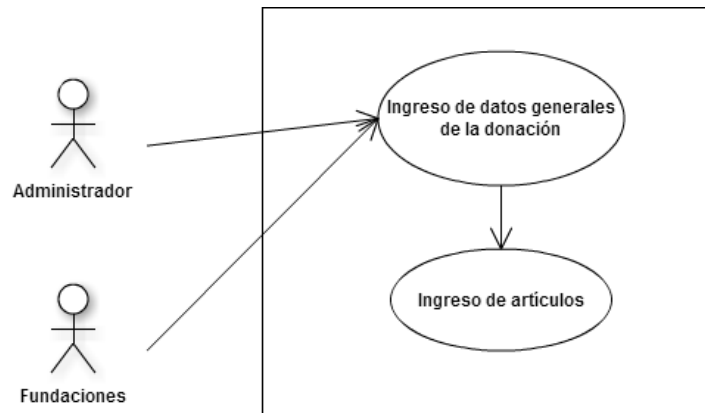 Administrador
Fundaciones
Ingreso de datos generales
de la donación
Ingreso de artículos